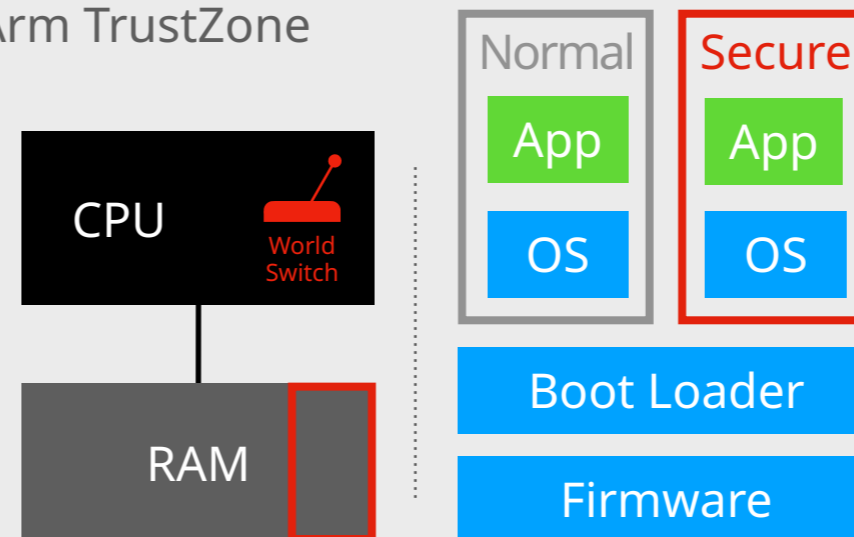 Arm TrustZone
CPU
World
Switch
RAM
Normal
App
OS
Secure
App
OS
Boot Loader
Firmware